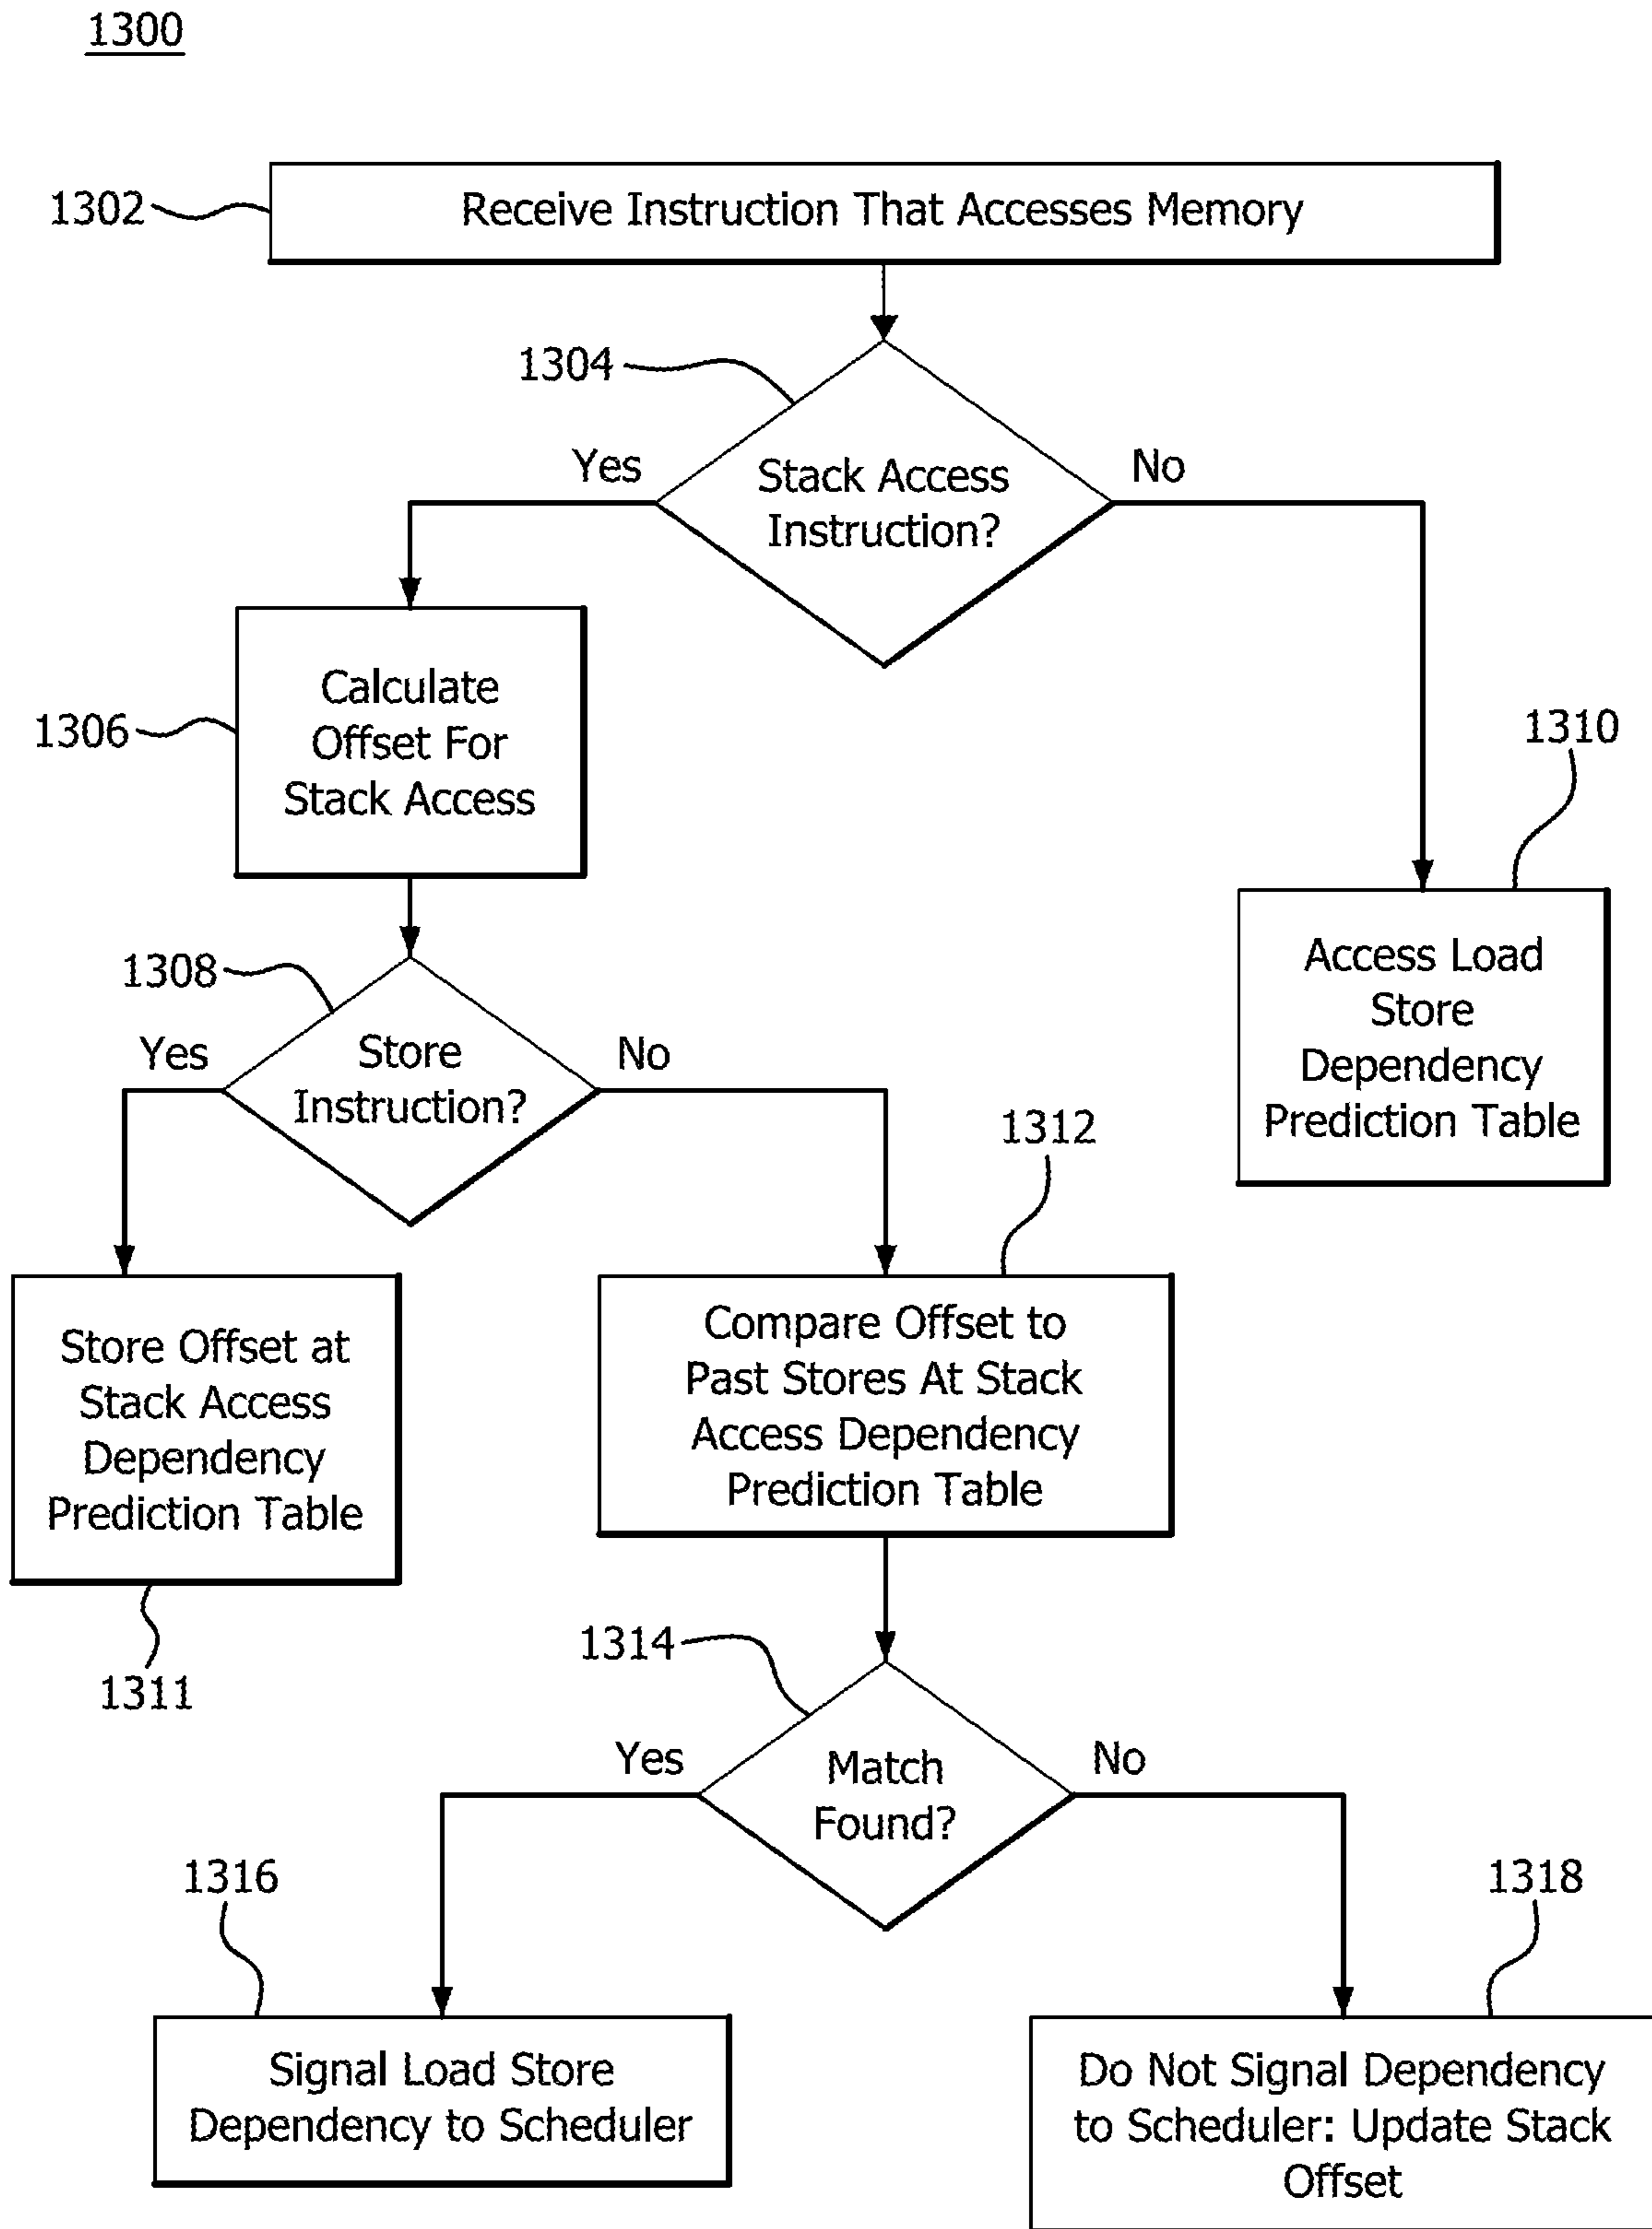 1300
1302
Receive Instruction That Accesses Memory
1304
Yes
Stack Access
Instruction?
No
1306
Calculate
Offset For
Stack Access
1310
Access Load
Store
Dependency
Prediction Table
1308
Yes
Store
Instruction?
No
1311
Store Offset at
Stack Access
Dependency
Prediction Table
1312
Compare Offset to
Past Stores At Stack
Access Dependency
Prediction Table
1314
Yes
Match
Found?
No
1316
Signal Load Store
Dependency to Scheduler
1318
Do Not Signal Dependency
to Scheduler: Update Stack
Offset